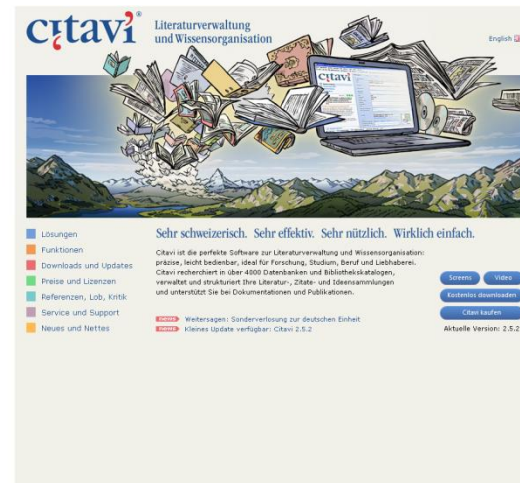 citavi®
Literaturverwaltung
und Wissensorganisation
English
citavi
Lösungen
Funktionen
Downloads und Updates
Preise und Lizenzen
Referenzen, Lob, Kritik
Service und Support
Neues und Nettes
Sehr schweizerisch. Sehr effektiv. Sehr nützlich. Wirklich einfach.
Citavi ist die perfekte Software zur Literaturverwaltung und Wissensorganisation:
präzise, leicht bedienbar, ideal für Forschung, Studium, Beruf und Liebhaberei.
Citavi recherchiert in über 4000 Datenbanken und Bibliothekskatalogen,
verwaltet und strukturiert Ihre Literatur-, Zitate- und Ideensammlungen
und unterstützt Sie bei Dokumentationen und Publikationen.
news Weitersagen: Sonderverlosung zur deutschen Einheit
news Kleines Update verfügbar: Citavi 2.5.2
Screens Video
Kostenlos downloaden
Citavi kaufen
Aktuelle Version: 2.5.2